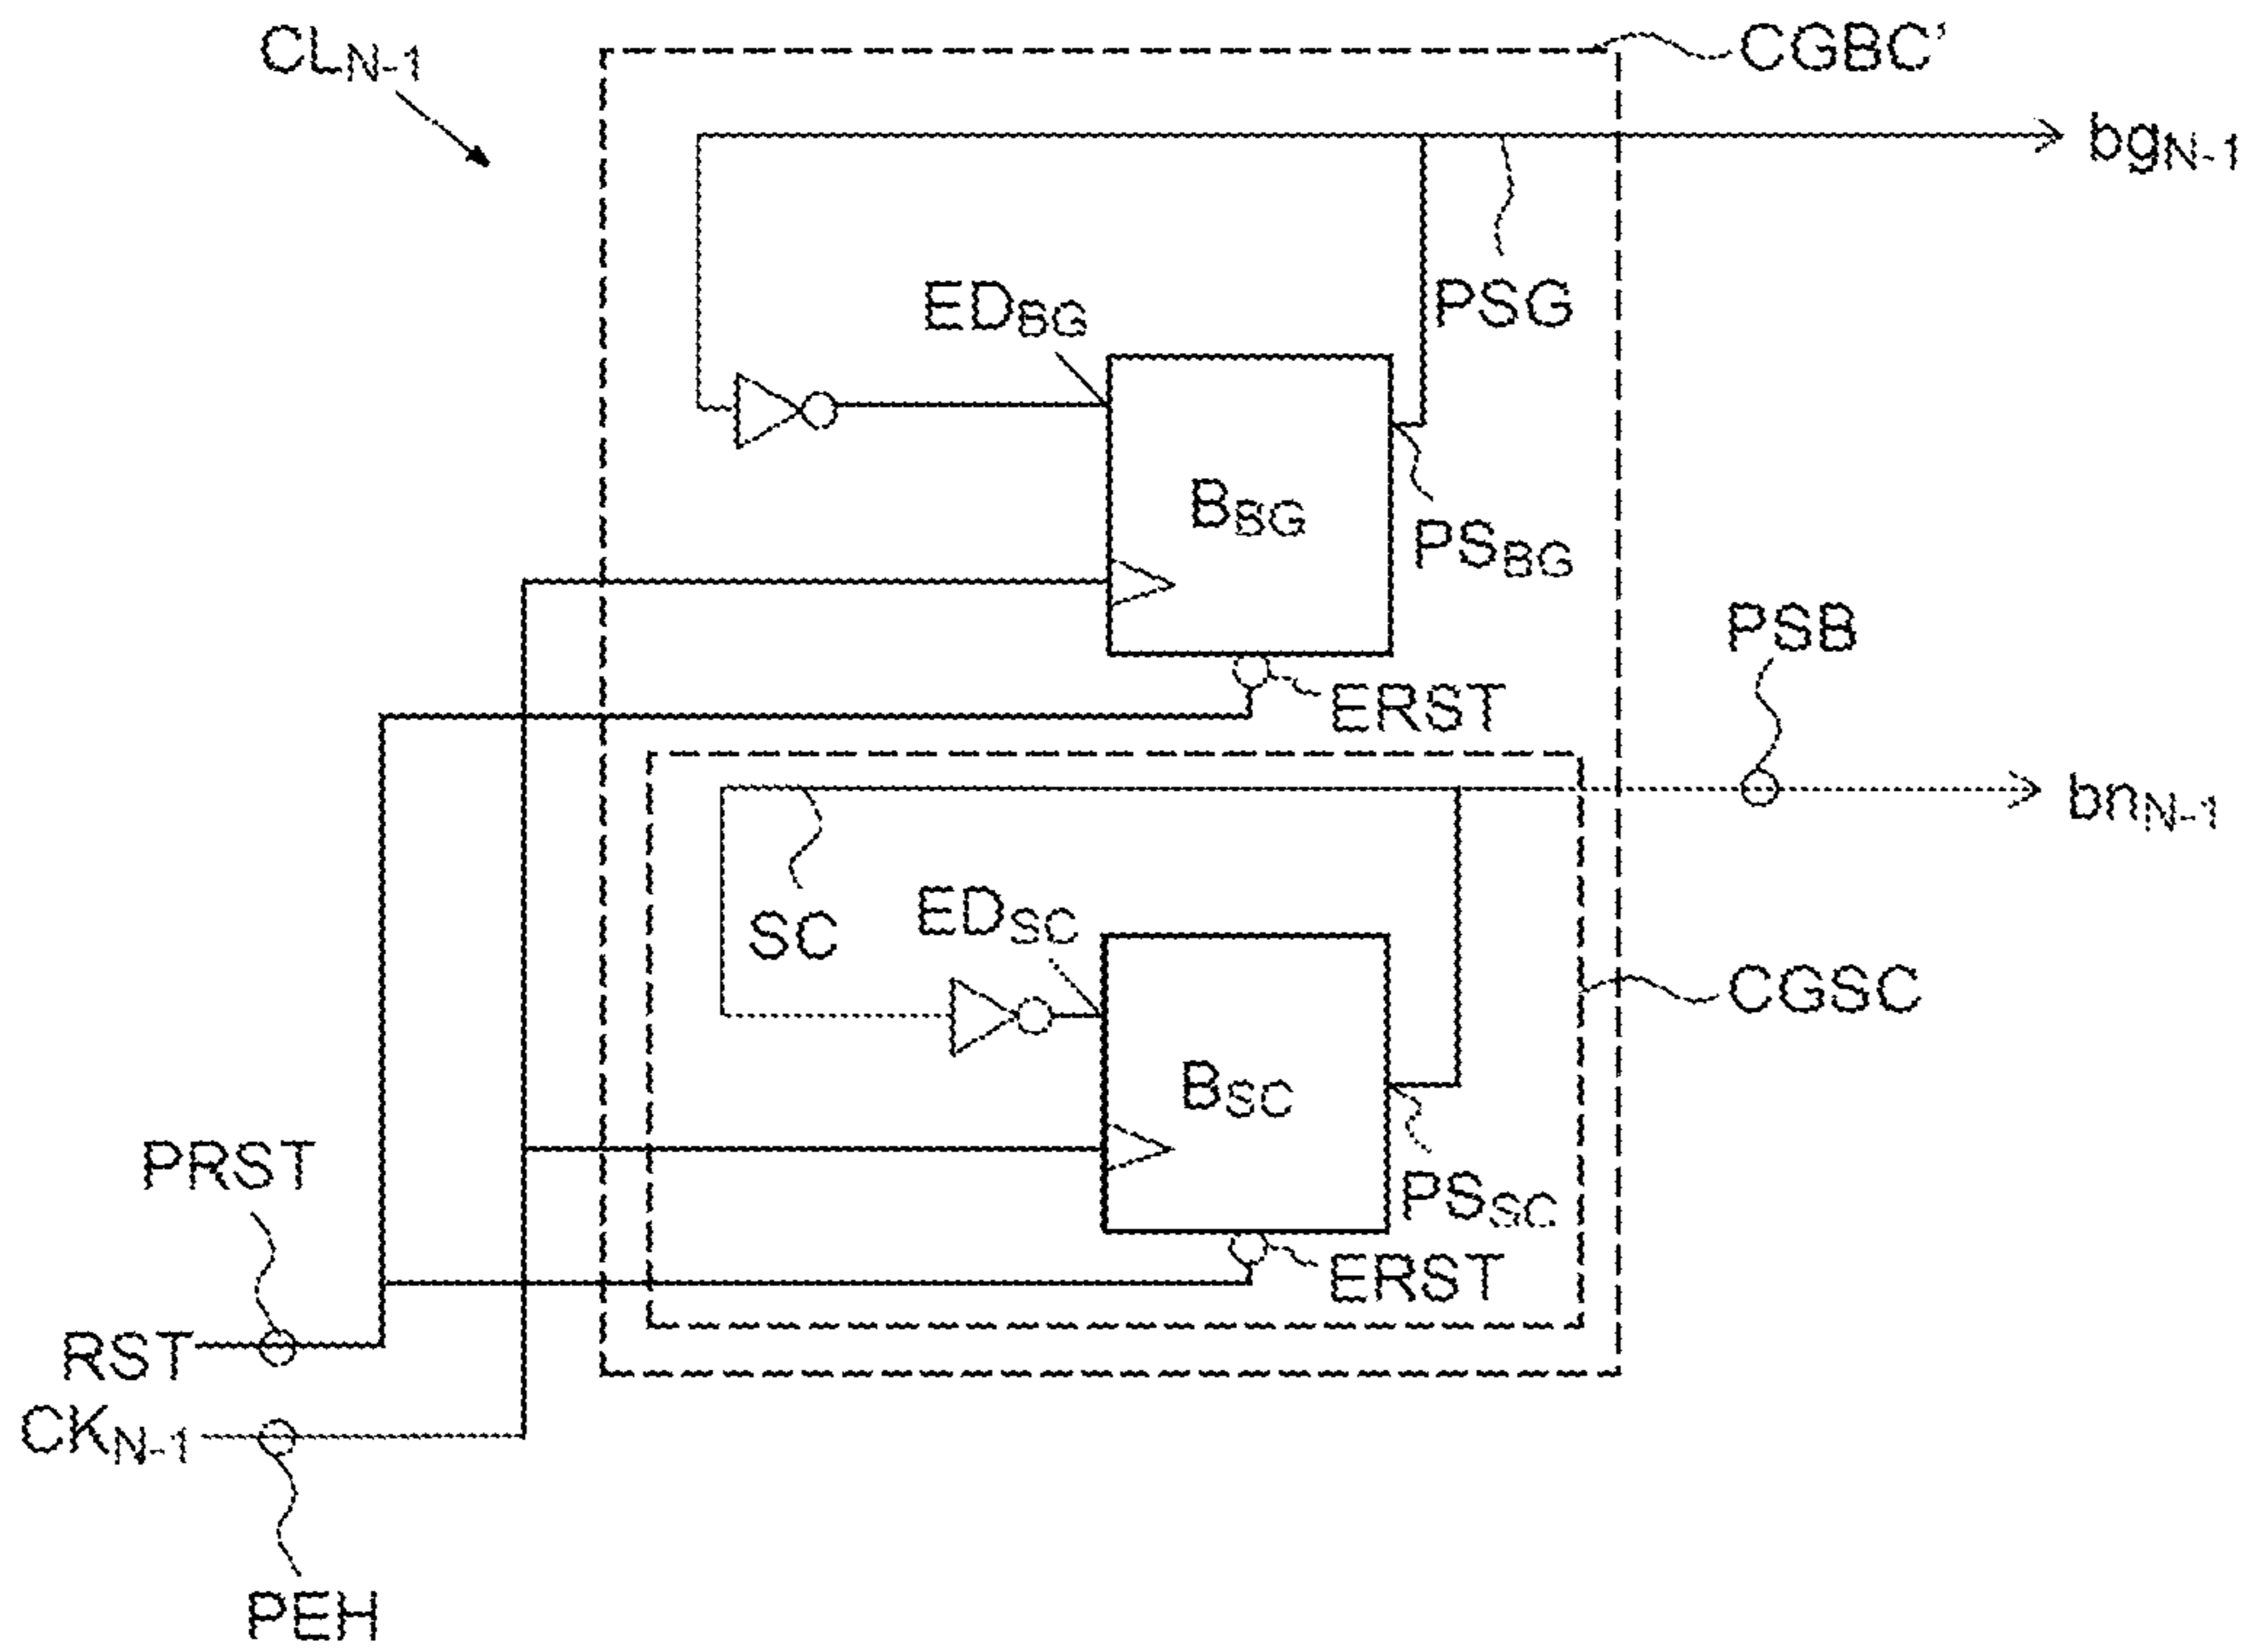 CLN-1
CGBC'
bgN-1
EDBG
PSG
BBG
PSBG
PSB
ERST
bnN-1
SC
EDSC
CGSC
BSC
PRST
PSSC
ERST
RST
CKN-1
PEH